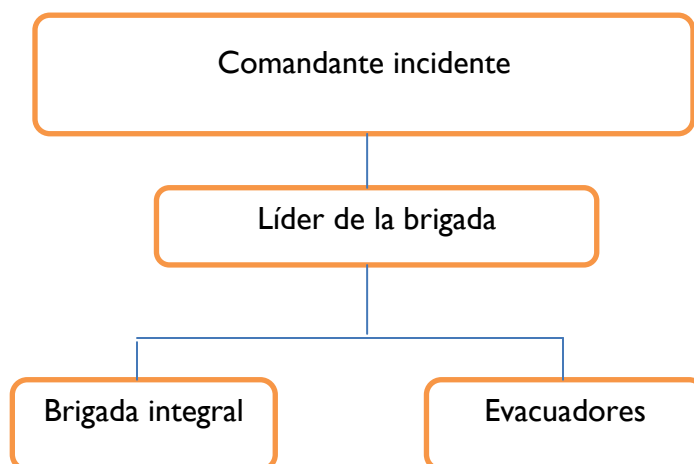 Comandante incidente
Líder de la brigada
Brigada integral
Evacuadores